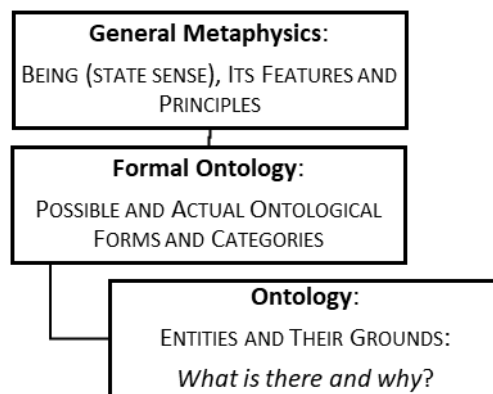 General Metaphysics:
BEING (STATE SENSE), ITS FEATURES AND
PRINCIPLES
Formal Ontology:
POSSIBLE AND ACTUAL ONTOLOGICAL
FORMS AND CATEGORIES
Ontology:
ENTITIES AND THEIR GROUNDS:
What is there and why?